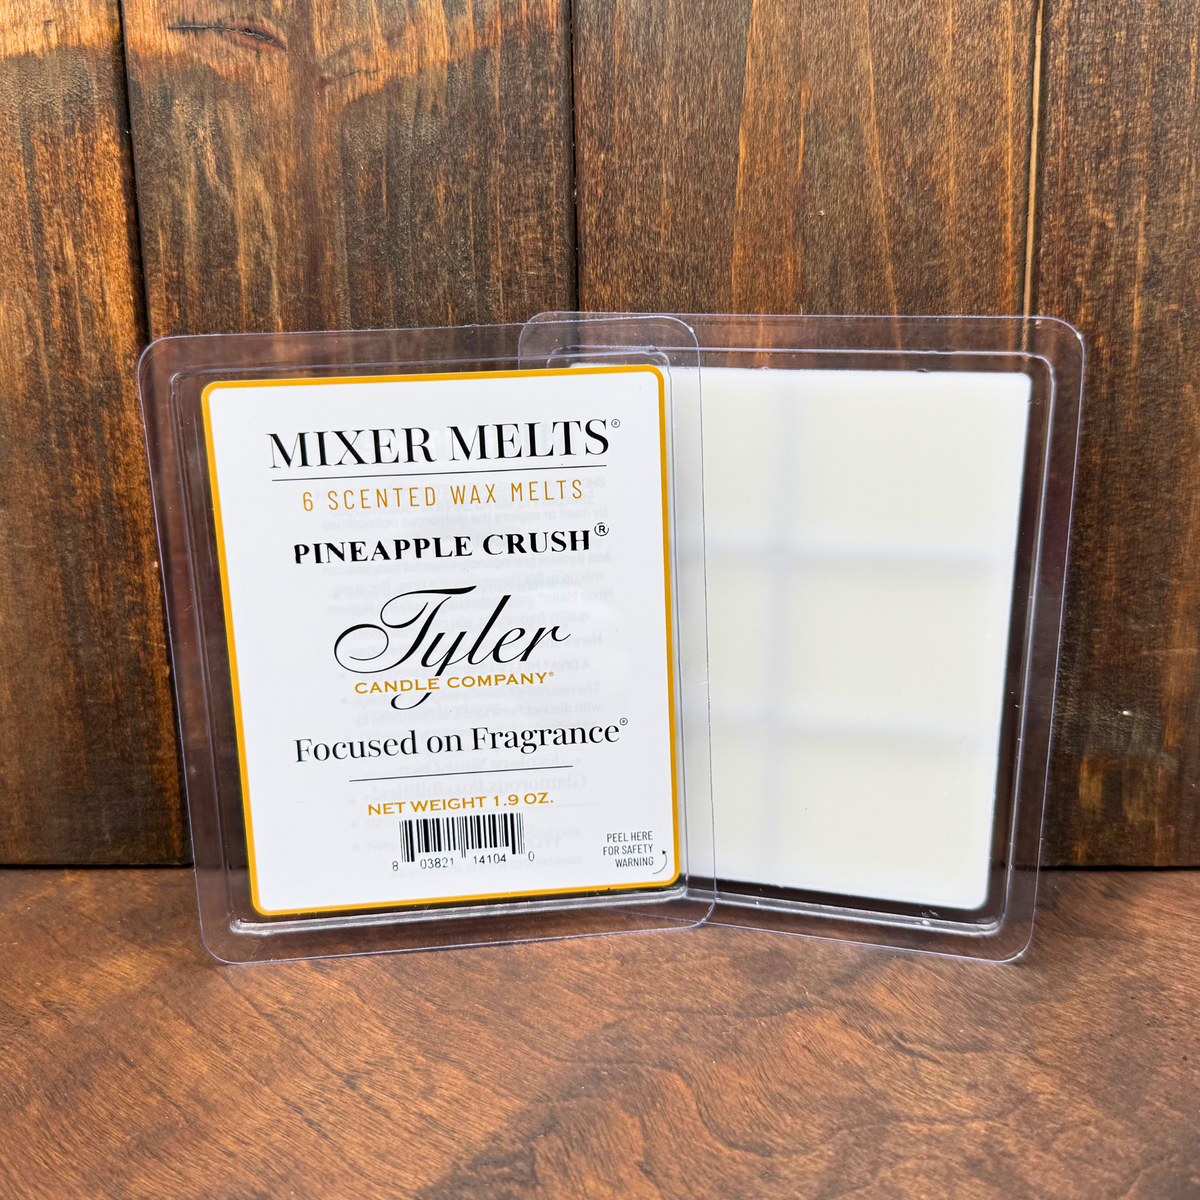 MIXER MELTS®
6 SCENTED WAX MELTS
PINEAPPLE CRUSH®
Tyler
CANDLE COMPANY®
Focused on Fragrance®
NET WEIGHT 1.9 OZ.
8 03821 14104 0
PEEL HERE
FOR SAFETY
WARNING